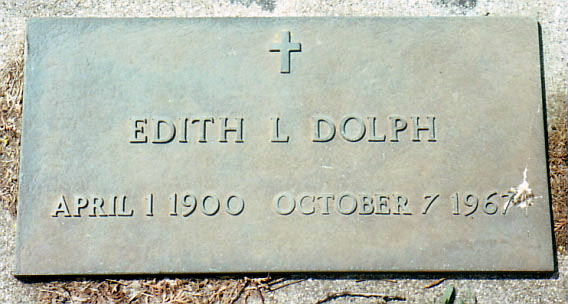 EDITH L DOLPH
APRIL 1 1900 OCTOBER 7 1967